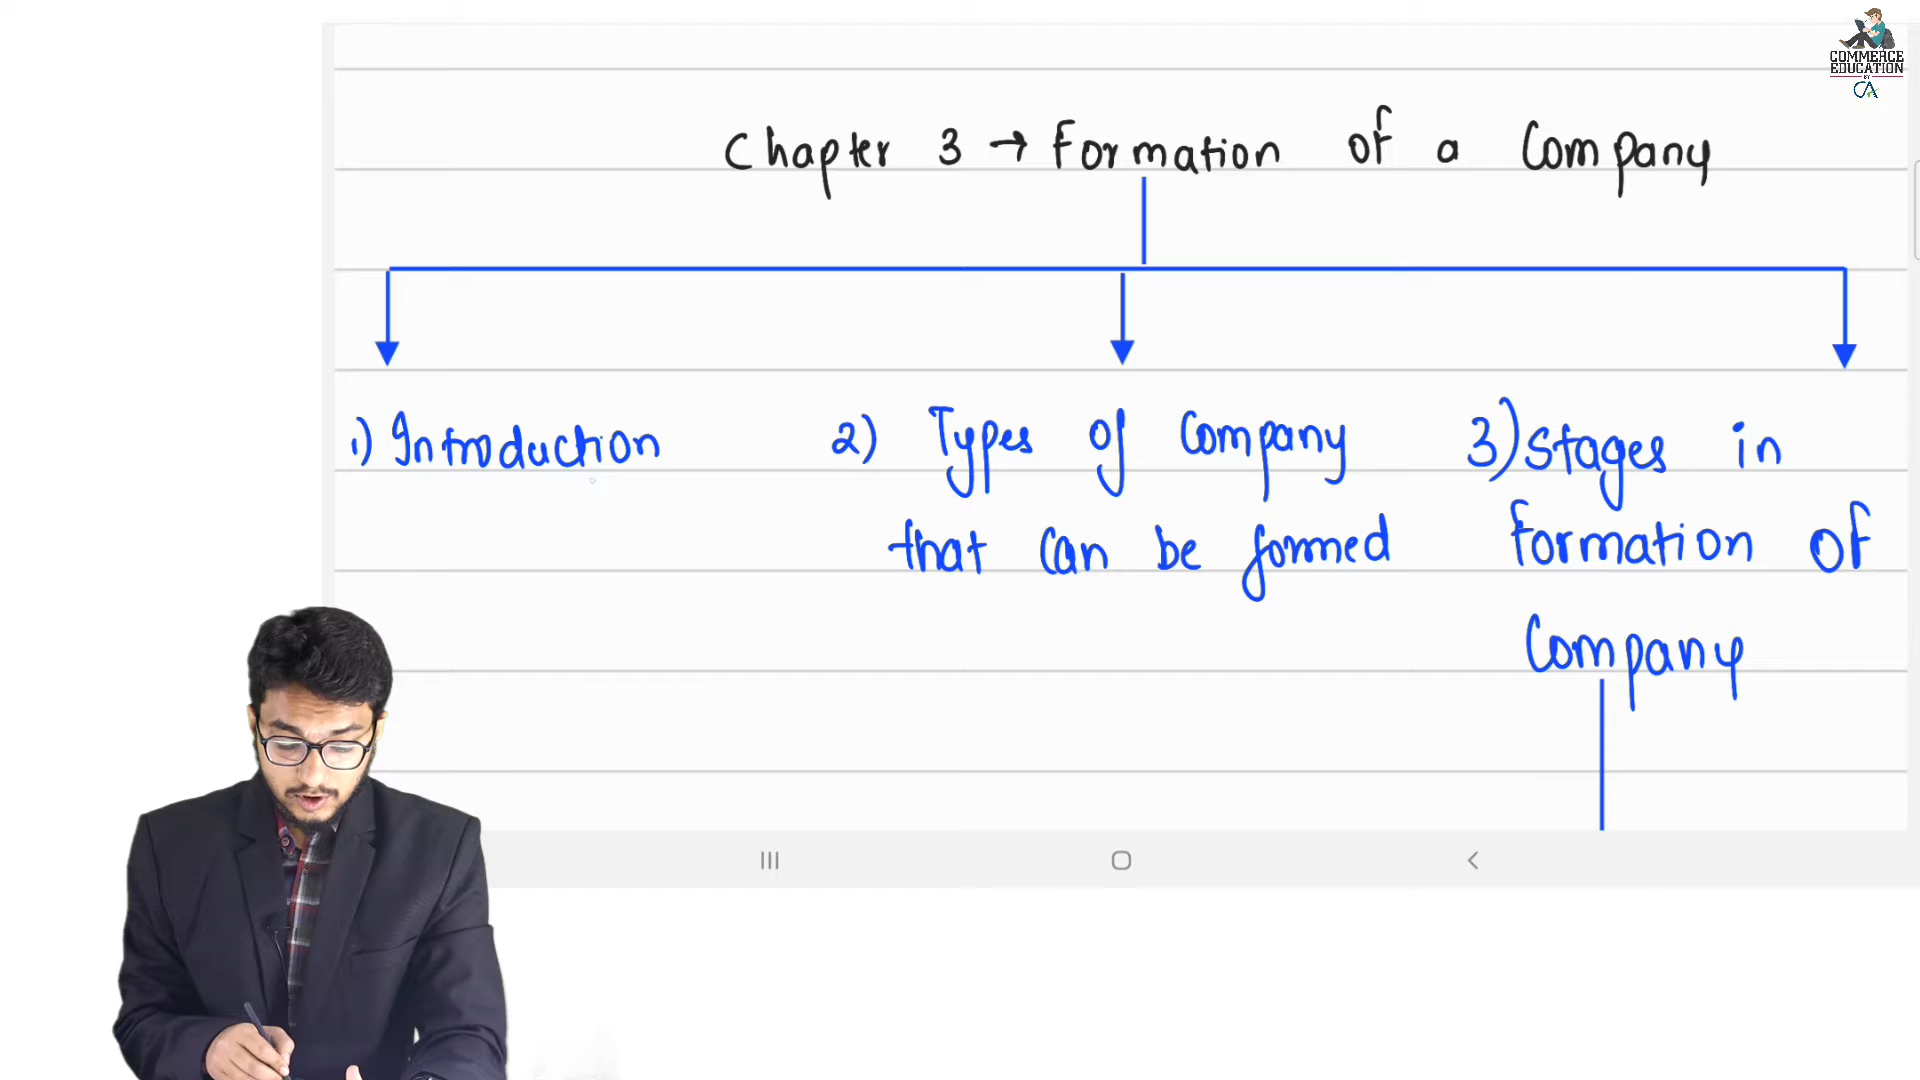 COMMERCE
EDUCATION
BY
CA
Chapter 3 → Formation of a Company
1) Introduction
2) Types of Company
that can be formed
3) Stages in
formation of
Company